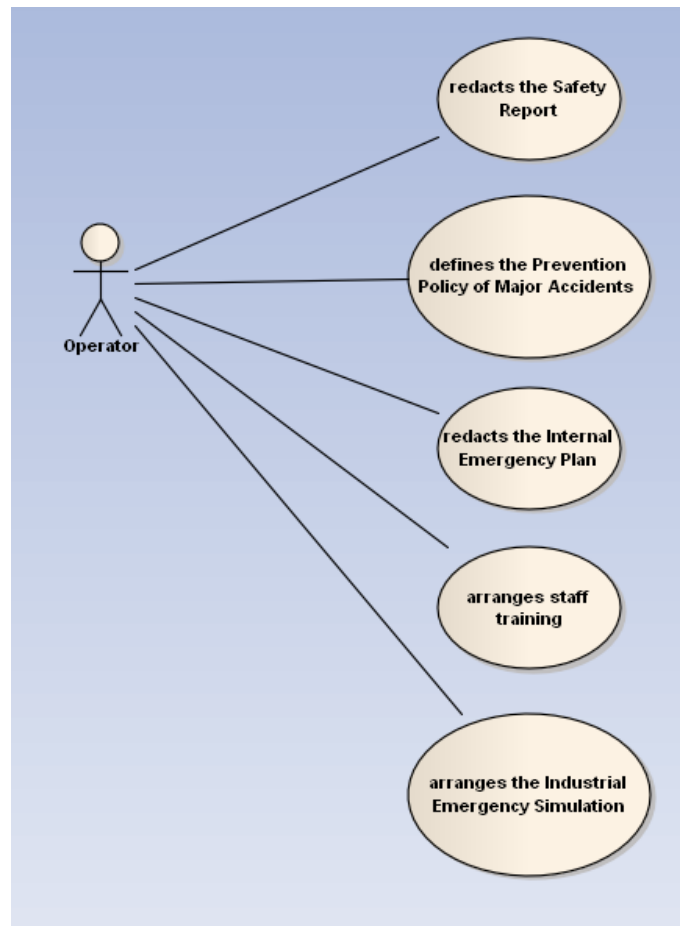 redacts the Safety
Report
defines the Prevention
Policy of Major Accidents
Operator
redacts the Internal
Emergency Plan
arranges staff
training
arranges the Industrial
Emergency Simulation